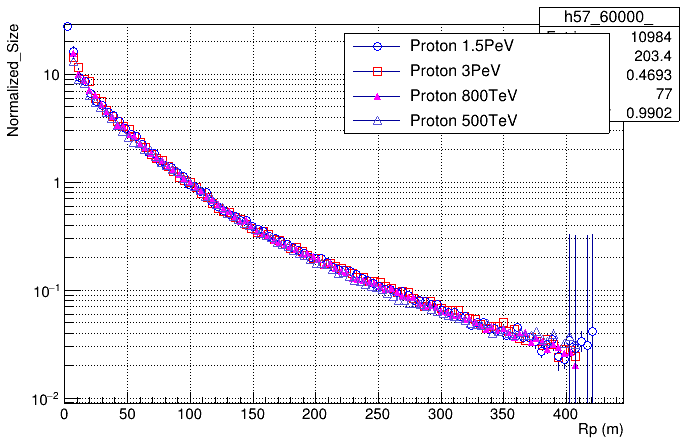 h57_60000_
10984
203.4
0.4693
77
0.9902
Proton 1.5PeV
Proton 3PeV
Proton 800TeV
Proton 500TeV
Normalized_Size
10
1
10⁻¹
10⁻²
0 50 100 150 200 250 300 350 400
Rp (m)